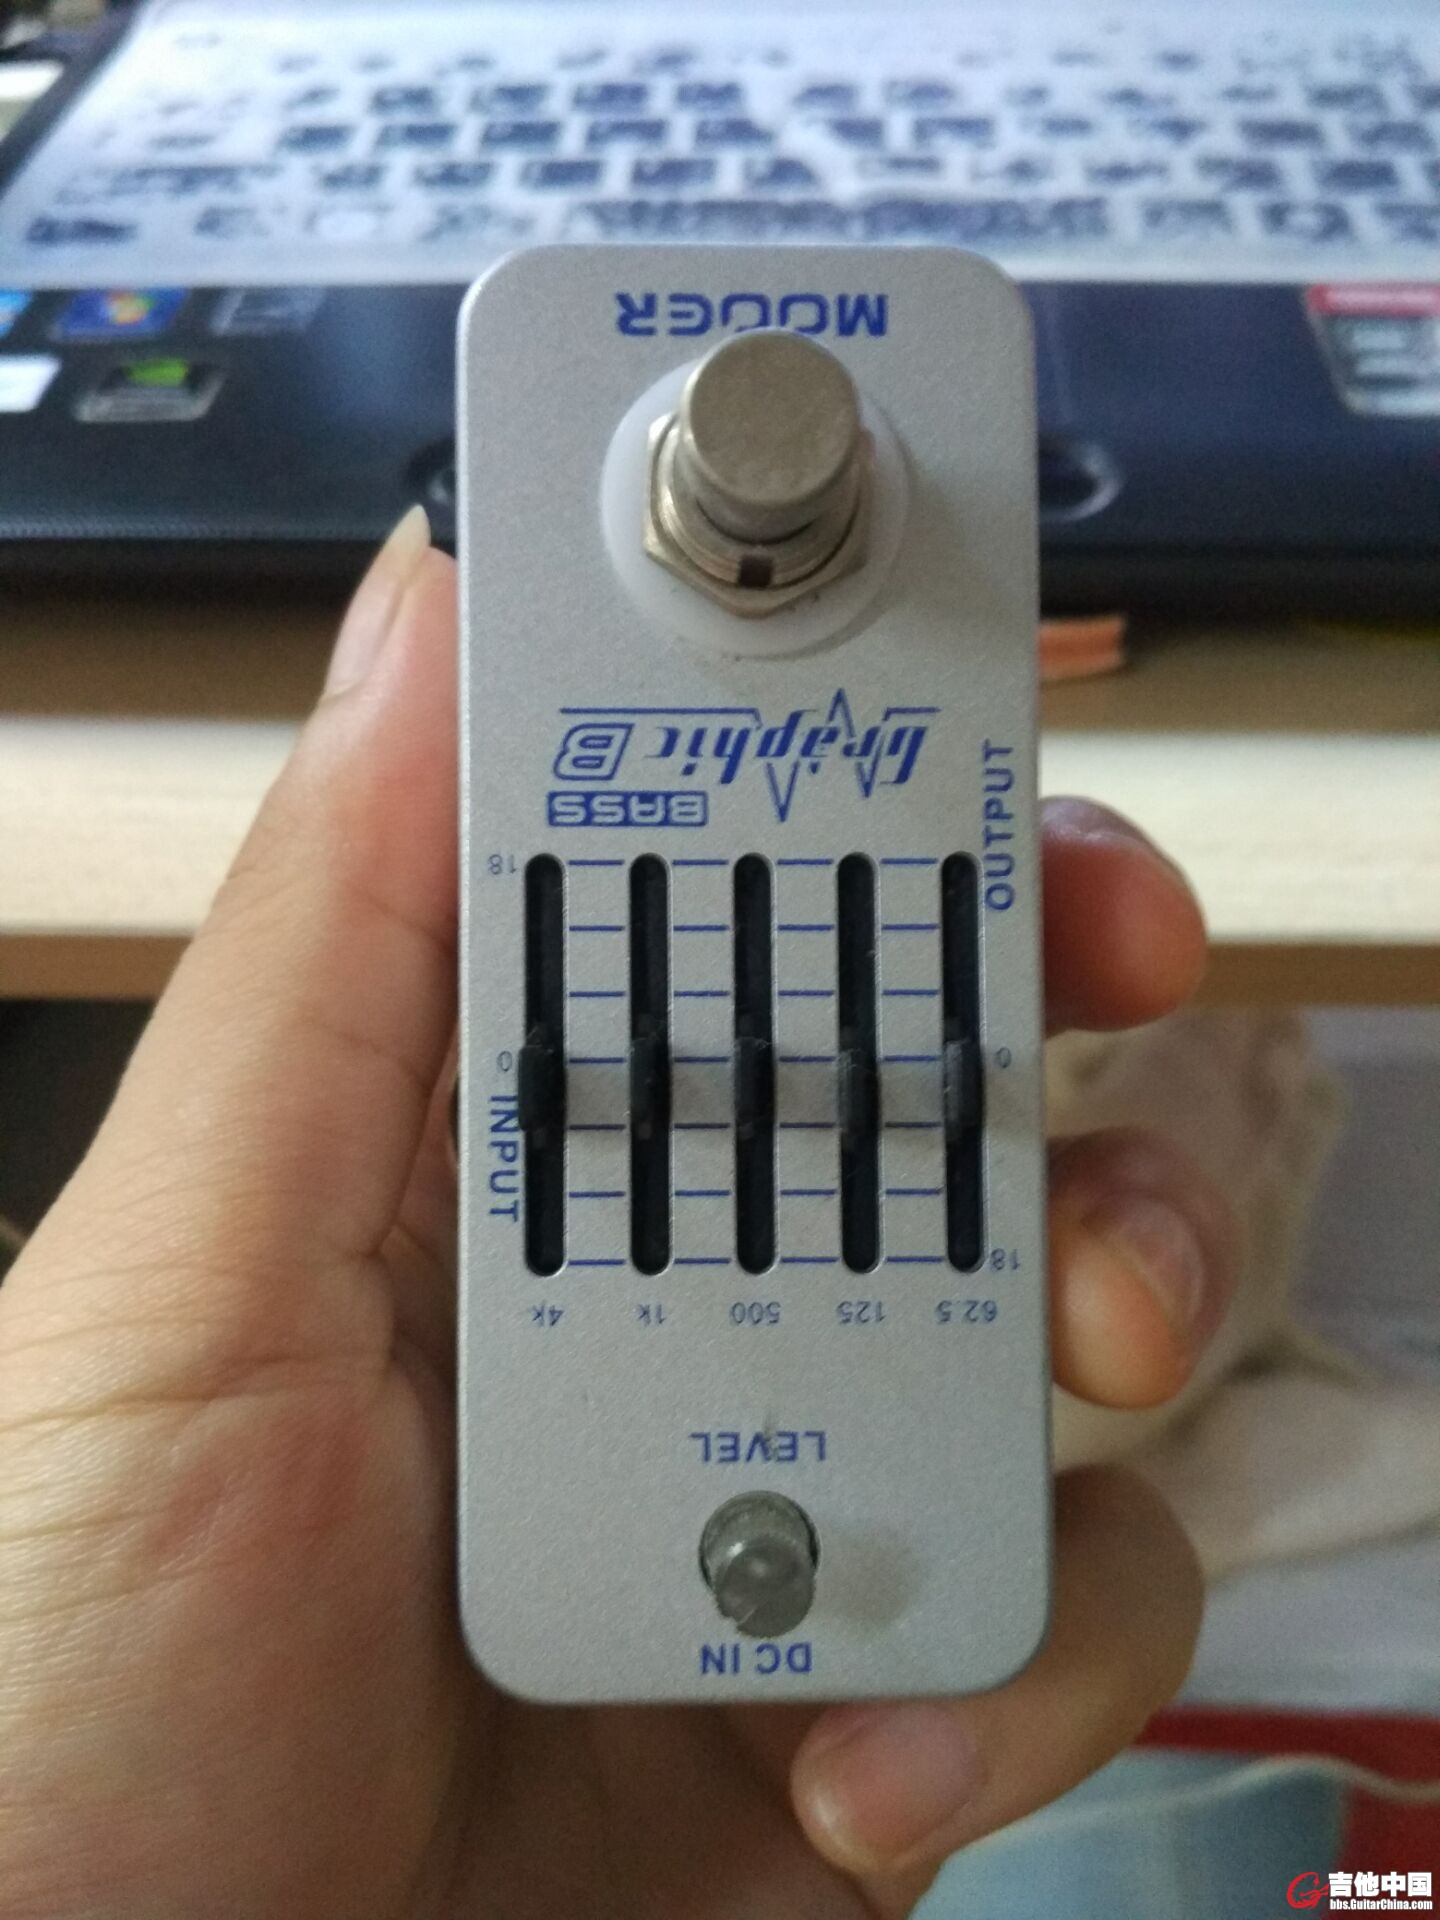 DC IN
LEVEL
62.5 125 500 1k 4k
18
0 0
18
INPUT
OUTPUT
BASS
Graphic B
MOOER
吉他中国
bbs.GuitarChina.com